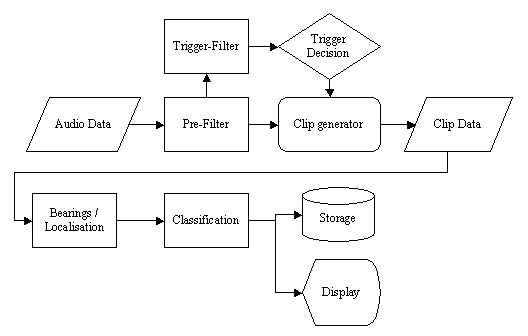 Trigger-Filter
Trigger
Decision
Audio Data
Pre-Filter
Clip generator
Clip Data
Bearings /
Localisation
Classification
Storage
Display